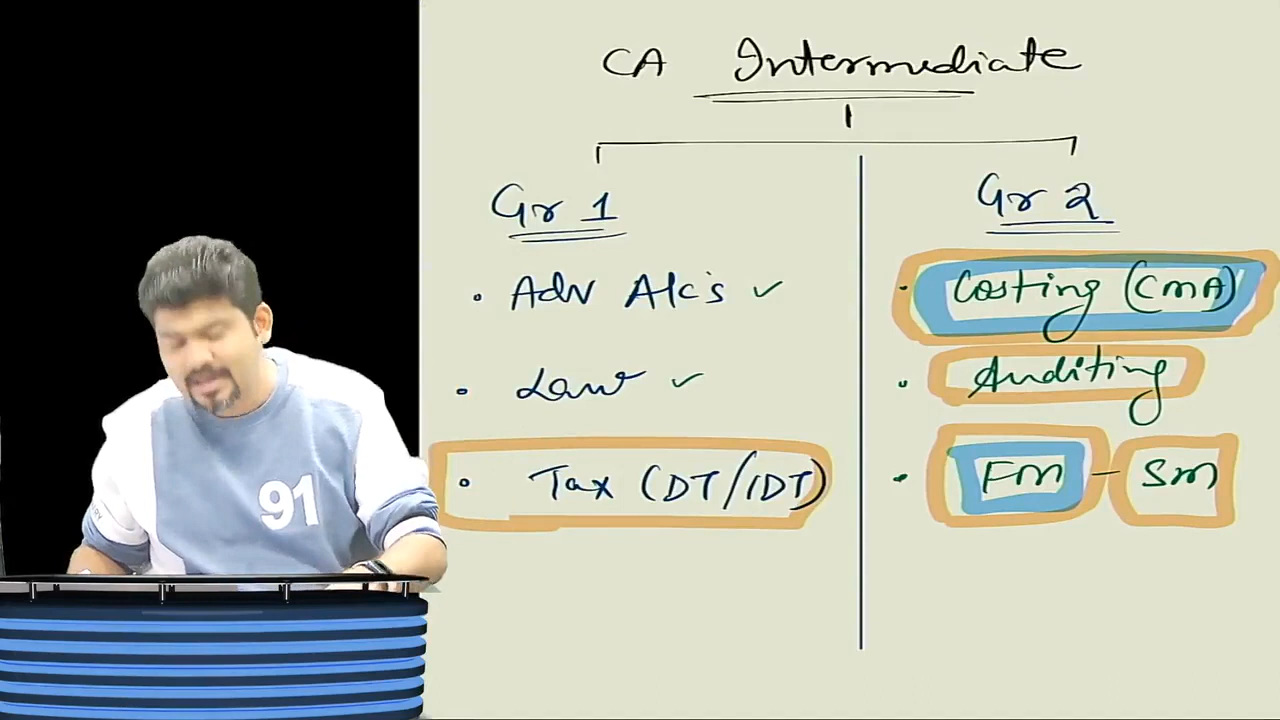 CA Intermediate
Gr 1
• Adv A/c's ✓
• Law ✓
• Tax (DT/IDT)
Gr 2
• Costing (CMA)
• Auditing
• FM - SM
91